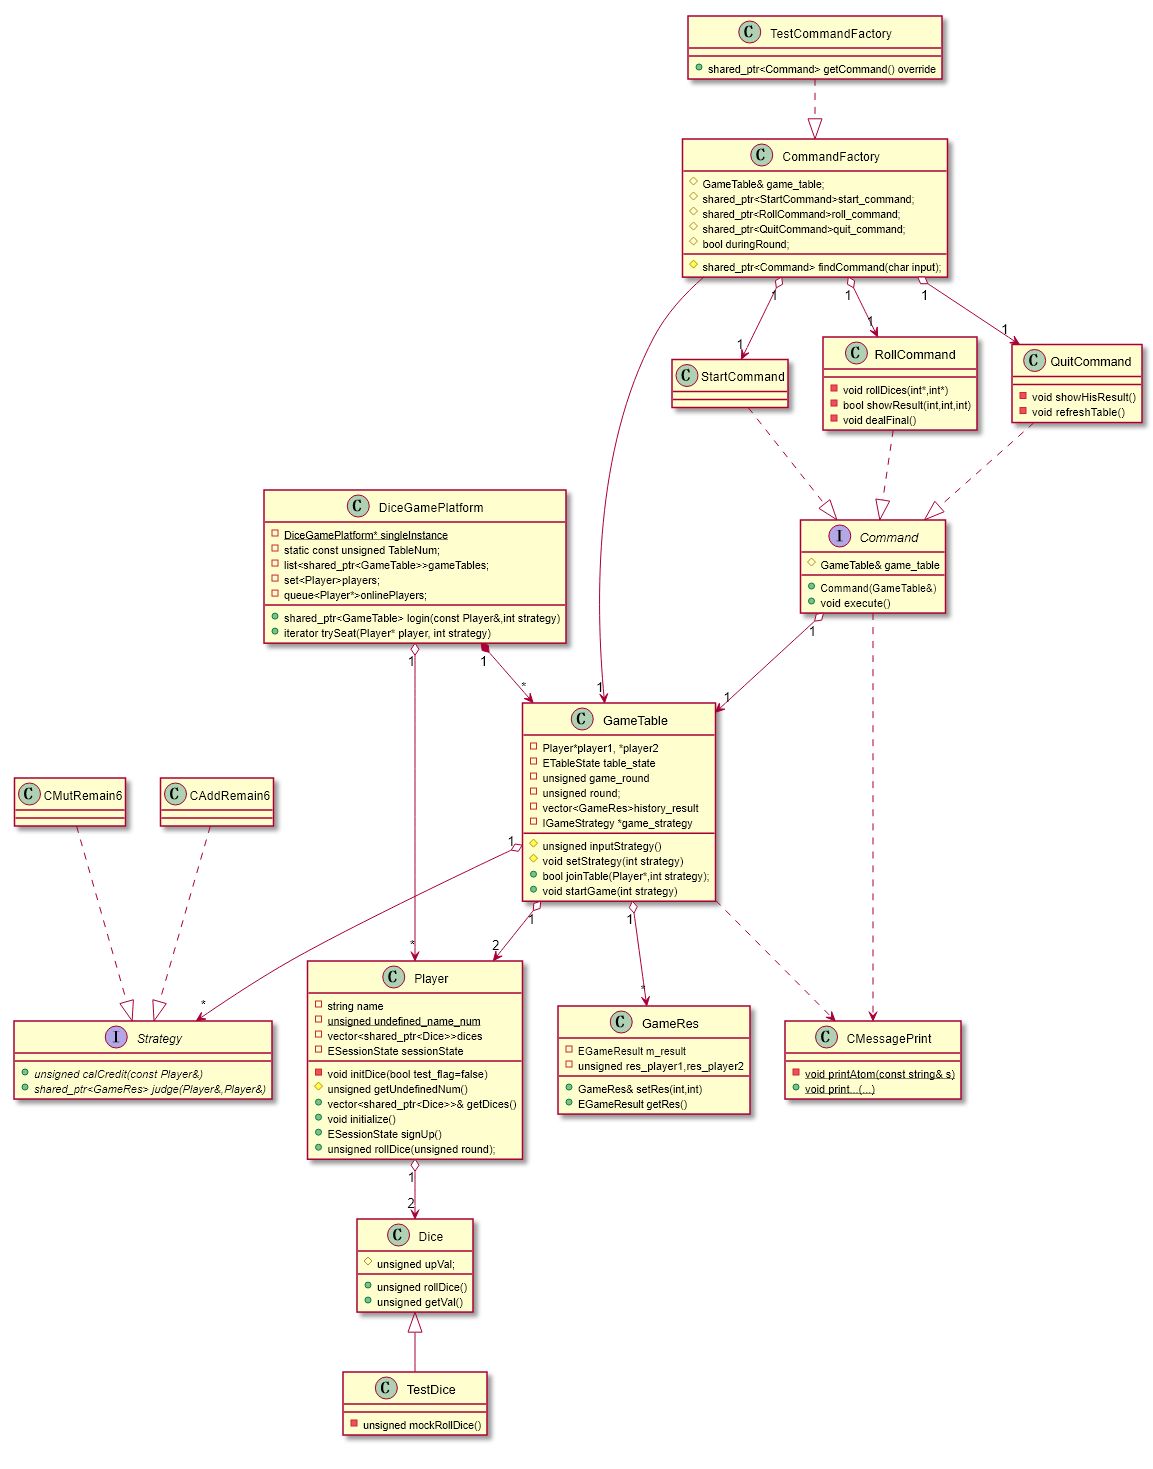 C TestCommandFactory
shared_ptr<Command> getCommand() override
C CommandFactory
GameTable& game_table;
shared_ptr<StartCommand>start_command;
shared_ptr<RollCommand>roll_command;
shared_ptr<QuitCommand>quit_command;
bool duringRound;
shared_ptr<Command> findCommand(char input);
1 1 1
1 1 1
C StartCommand
C RollCommand
void rollDices(int*,int*)
bool showResult(int,int,int)
void dealFinal()
C QuitCommand
void showHisResult()
void refreshTable()
C DiceGamePlatform
DiceGamePlatform* singleInstance
static const unsigned TableNum;
list<shared_ptr<GameTable>>gameTables;
set<Player>players;
queue<Player*>onlinePlayers;
shared_ptr<GameTable> login(const Player&,int strategy)
iterator trySeat(Player* player, int strategy)
I Command
GameTable& game_table
Command(GameTable&)
void execute()
1 1 1
* 1 1
C GameTable
Player*player1, *player2
ETableState table_state
unsigned game_round
unsigned round;
vector<GameRes>history_result
IGameStrategy *game_strategy
unsigned inputStrategy()
void setStrategy(int strategy)
bool joinTable(Player*,int strategy);
void startGame(int strategy)
C CMutRemain6
C CAddRemain6
1
1 1
* 2
* *
I Strategy
unsigned calCredit(const Player&)
shared_ptr<GameRes> judge(Player&,Player&)
C Player
string name
unsigned undefined_name_num
vector<shared_ptr<Dice>>dices
ESessionState sessionState
void initDice(bool test_flag=false)
unsigned getUndefinedNum()
vector<shared_ptr<Dice>>& getDices()
void initialize()
ESessionState signUp()
unsigned rollDice(unsigned round);
C GameRes
EGameResult m_result
unsigned res_player1,res_player2
GameRes& setRes(int,int)
EGameResult getRes()
C CMessagePrint
void printAtom(const string& s)
void print...(...)
1
2
C Dice
unsigned upVal;
unsigned rollDice()
unsigned getVal()
C TestDice
unsigned mockRollDice()